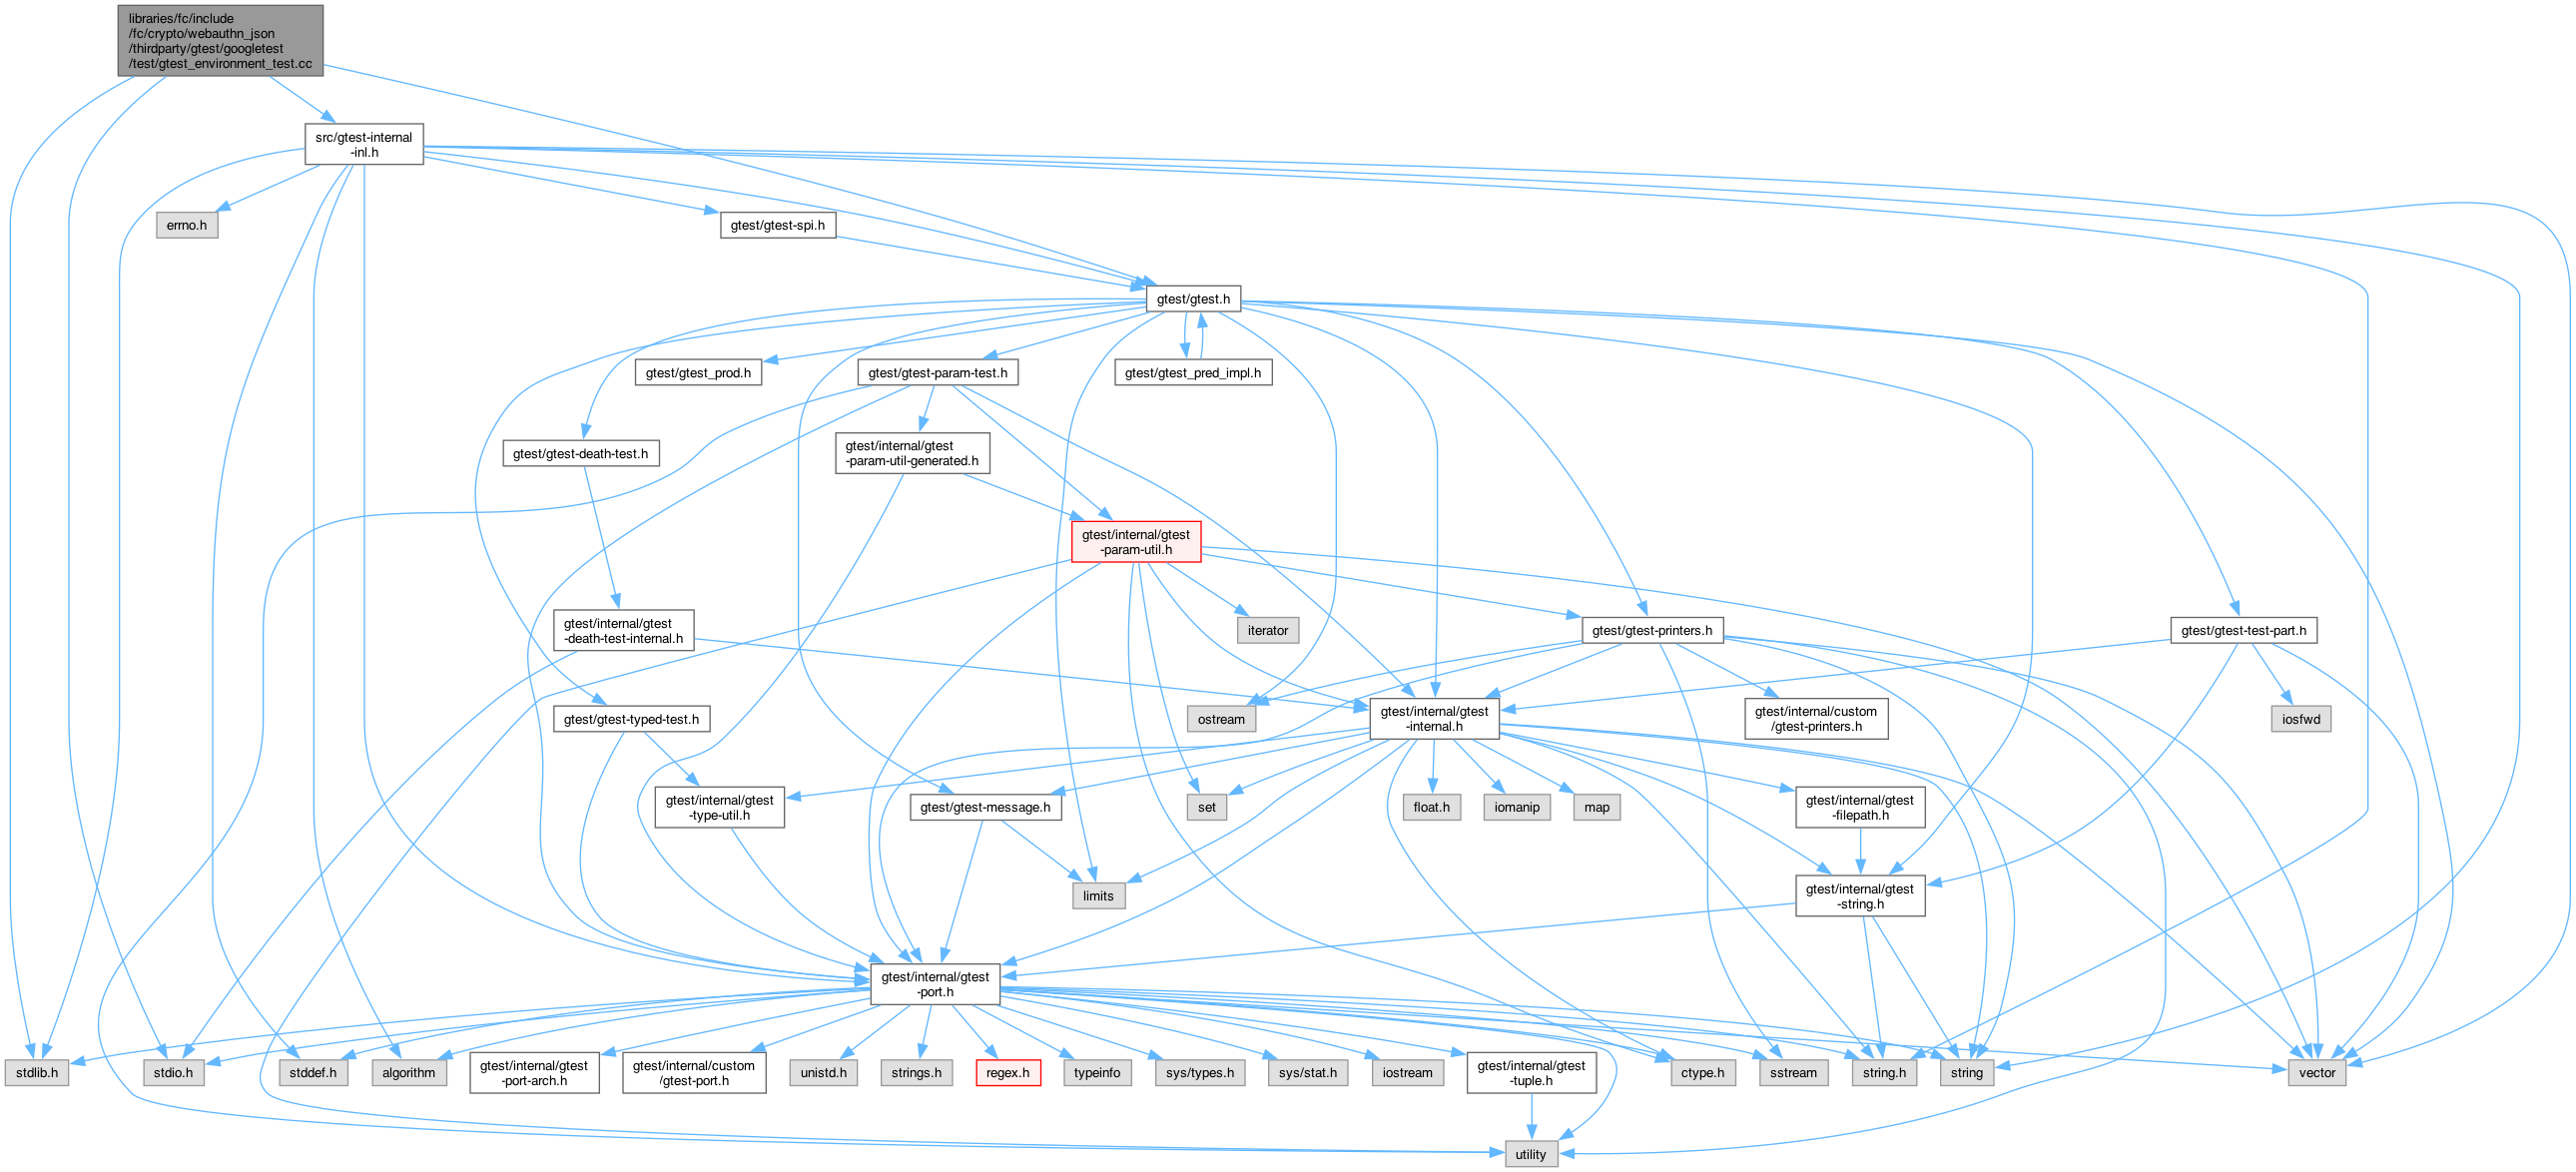 libraries/fc/include
/fc/crypto/webauthn_json
/thirdparty/gtest/googletest
/test/gtest_environment_test.cc
src/gtest-internal
-inl.h
errno.h
gtest/gtest-spi.h
gtest/gtest.h
gtest/gtest_prod.h
gtest/gtest-param-test.h
gtest/gtest_pred_impl.h
gtest/gtest-death-test.h
gtest/internal/gtest
-param-util-generated.h
gtest/internal/gtest
-param-util.h
gtest/internal/gtest
-death-test-internal.h
iterator
gtest/gtest-printers.h
gtest/gtest-test-part.h
gtest/gtest-typed-test.h
ostream
gtest/internal/gtest
-internal.h
gtest/internal/custom
/gtest-printers.h
iosfwd
gtest/internal/gtest
-type-util.h
gtest/gtest-message.h
set
float.h
iomanip
map
gtest/internal/gtest
-filepath.h
limits
gtest/internal/gtest
-string.h
gtest/internal/gtest
-port.h
stdlib.h
stdio.h
stddef.h
algorithm
gtest/internal/gtest
-port-arch.h
gtest/internal/custom
/gtest-port.h
unistd.h
strings.h
regex.h
typeinfo
sys/types.h
sys/stat.h
iostream
gtest/internal/gtest
-tuple.h
ctype.h
sstream
string.h
string
vector
utility